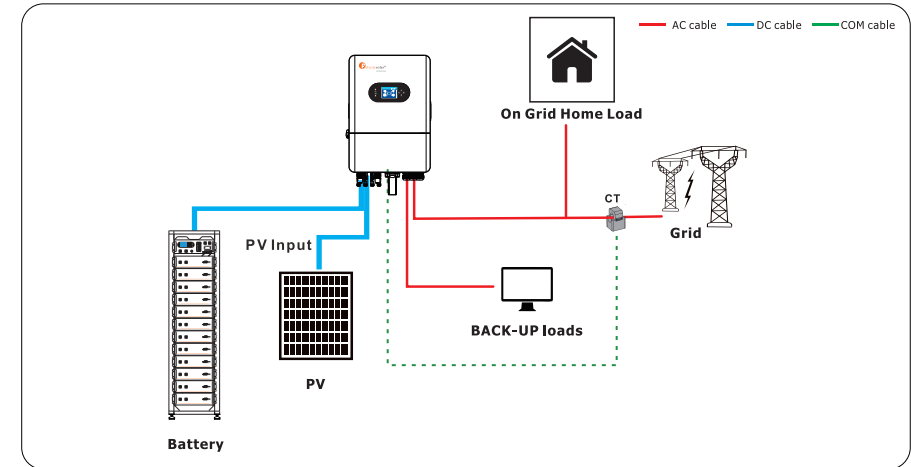 AC cable
DC cable
COM cable
On Grid Home Load
CT
Grid
PV Input
BACK-UP loads
PV
Battery